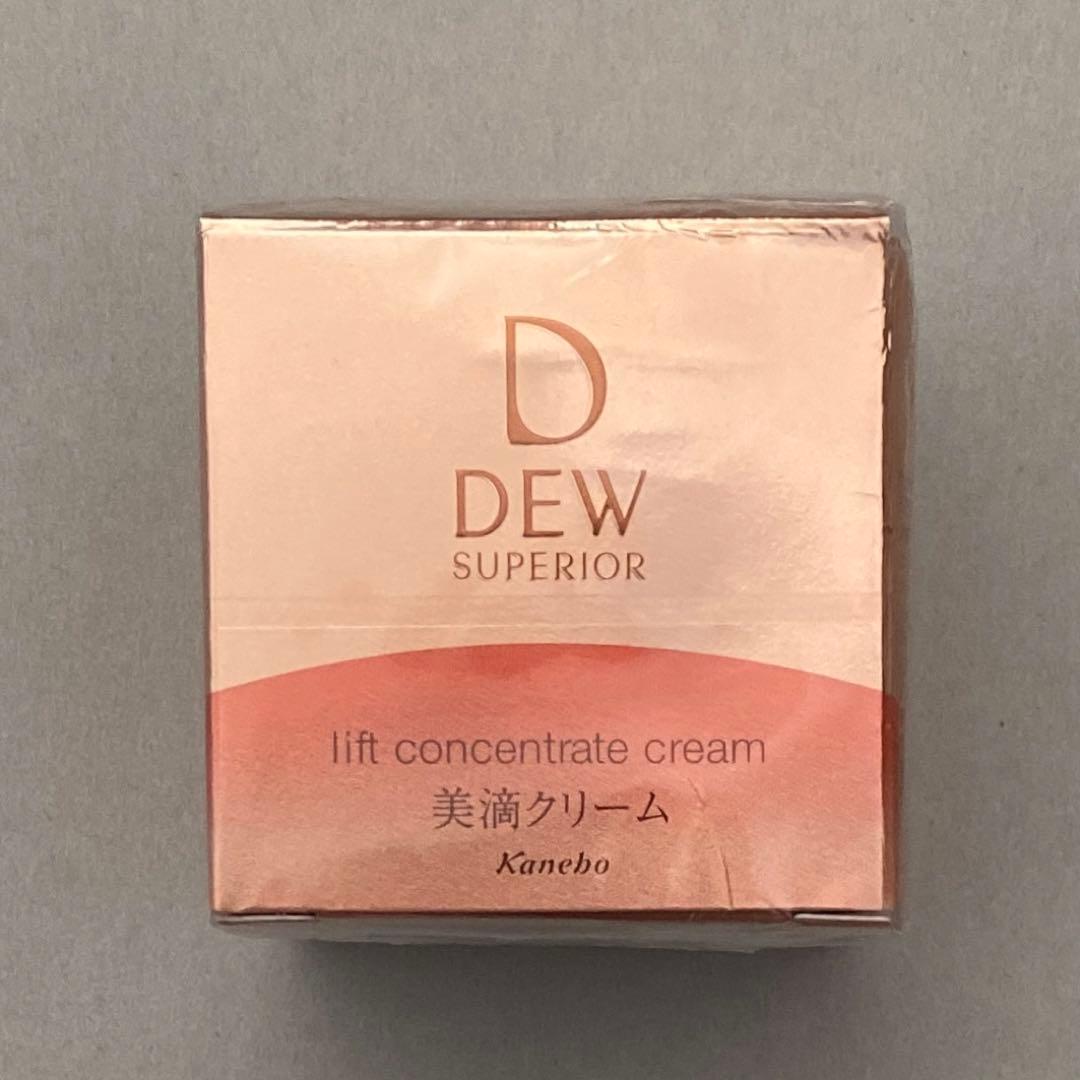 D
DEW
SUPERIOR
lift concentrate cream
美滴クリーム
Kanebo